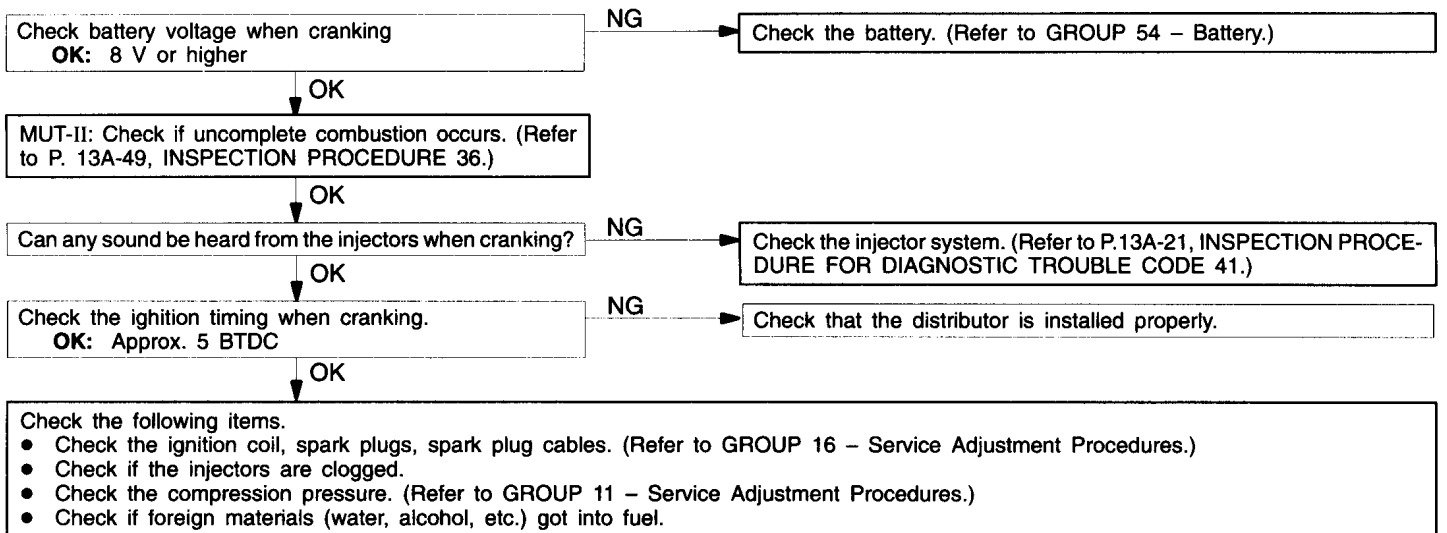 Check battery voltage when cranking
OK: 8 V or higher
NG
Check the battery. (Refer to GROUP 54 – Battery.)
OK
MUT-II: Check if uncomplete combustion occurs. (Refer
to P. 13A-49, INSPECTION PROCEDURE 36.)
OK
Can any sound be heard from the injectors when cranking?
NG
Check the injector system. (Refer to P.13A-21, INSPECTION PROCE-
DURE FOR DIAGNOSTIC TROUBLE CODE 41.)
OK
Check the ighition timing when cranking.
OK: Approx. 5 BTDC
NG
Check that the distributor is installed properly.
OK
Check the following items.
● Check the ignition coil, spark plugs, spark plug cables. (Refer to GROUP 16 – Service Adjustment Procedures.)
● Check if the injectors are clogged.
● Check the compression pressure. (Refer to GROUP 11 – Service Adjustment Procedures.)
● Check if foreign materials (water, alcohol, etc.) got into fuel.